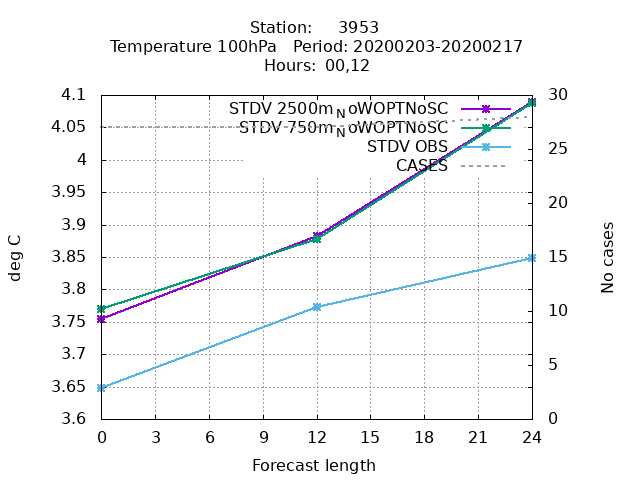 Station: 3953
Temperature 100hPa Period: 20200203-20200217
Hours: 00,12
4.1
4.05
4
3.95
3.9
3.85
3.8
3.75
3.7
3.65
3.6
deg C
STDV 2500m_NoWOPTNoSC
STDV 750m_NoWOPTNoSC
STDV OBS
CASES
30
25
20
15
10
5
0
No cases
0 3 6 9 12 15 18 21 24
Forecast length